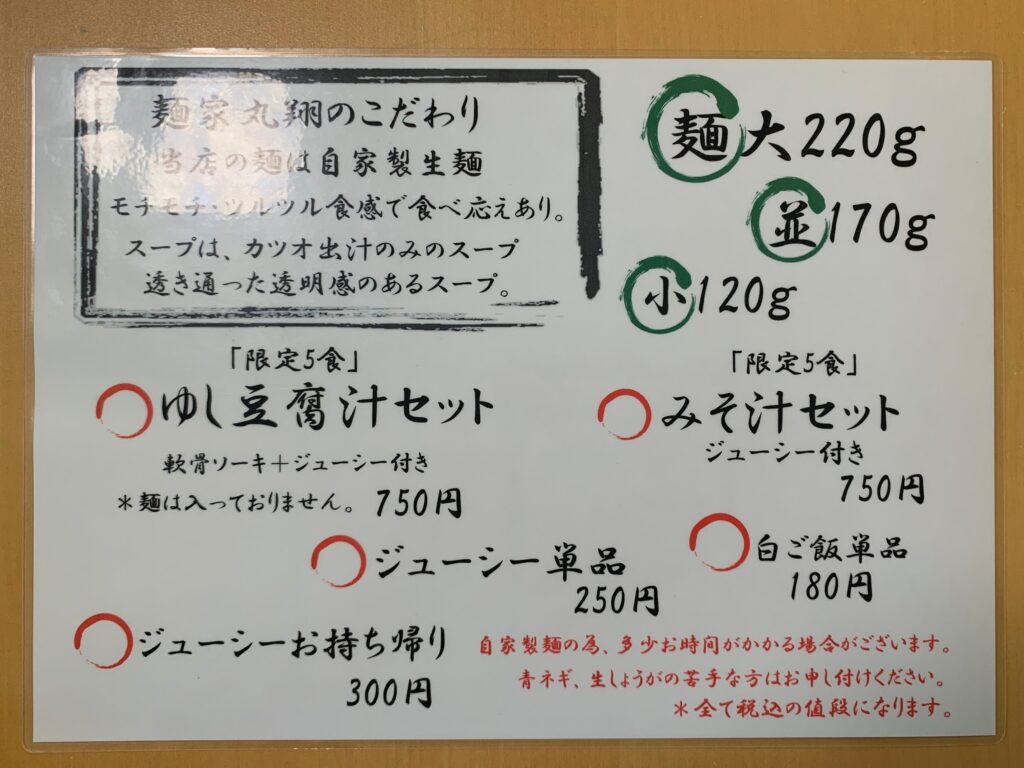 麺家丸翔のこだわり
当店の麺は自家製生麺
モチモチ・ツルツル食感で食べ応えあり。
スープは、カツオ出汁のみのスープ
透き通った透明感のあるスープ。
麺 大220g
並170g
小120g
「限定5食」
ゆし豆腐汁セット
軟骨ソーキ+ジューシー付き
*麺は入っておりません。 750円
「限定5食」
みそ汁セット
ジューシー付き
750円
ジューシー単品
250円
白ご飯単品
180円
ジューシーお持ち帰り
300円
自家製麺の為、多少お時間がかかる場合がございます。
青ネギ、生しょうがの苦手な方はお申し付けください。
*全て税込の値段になります。